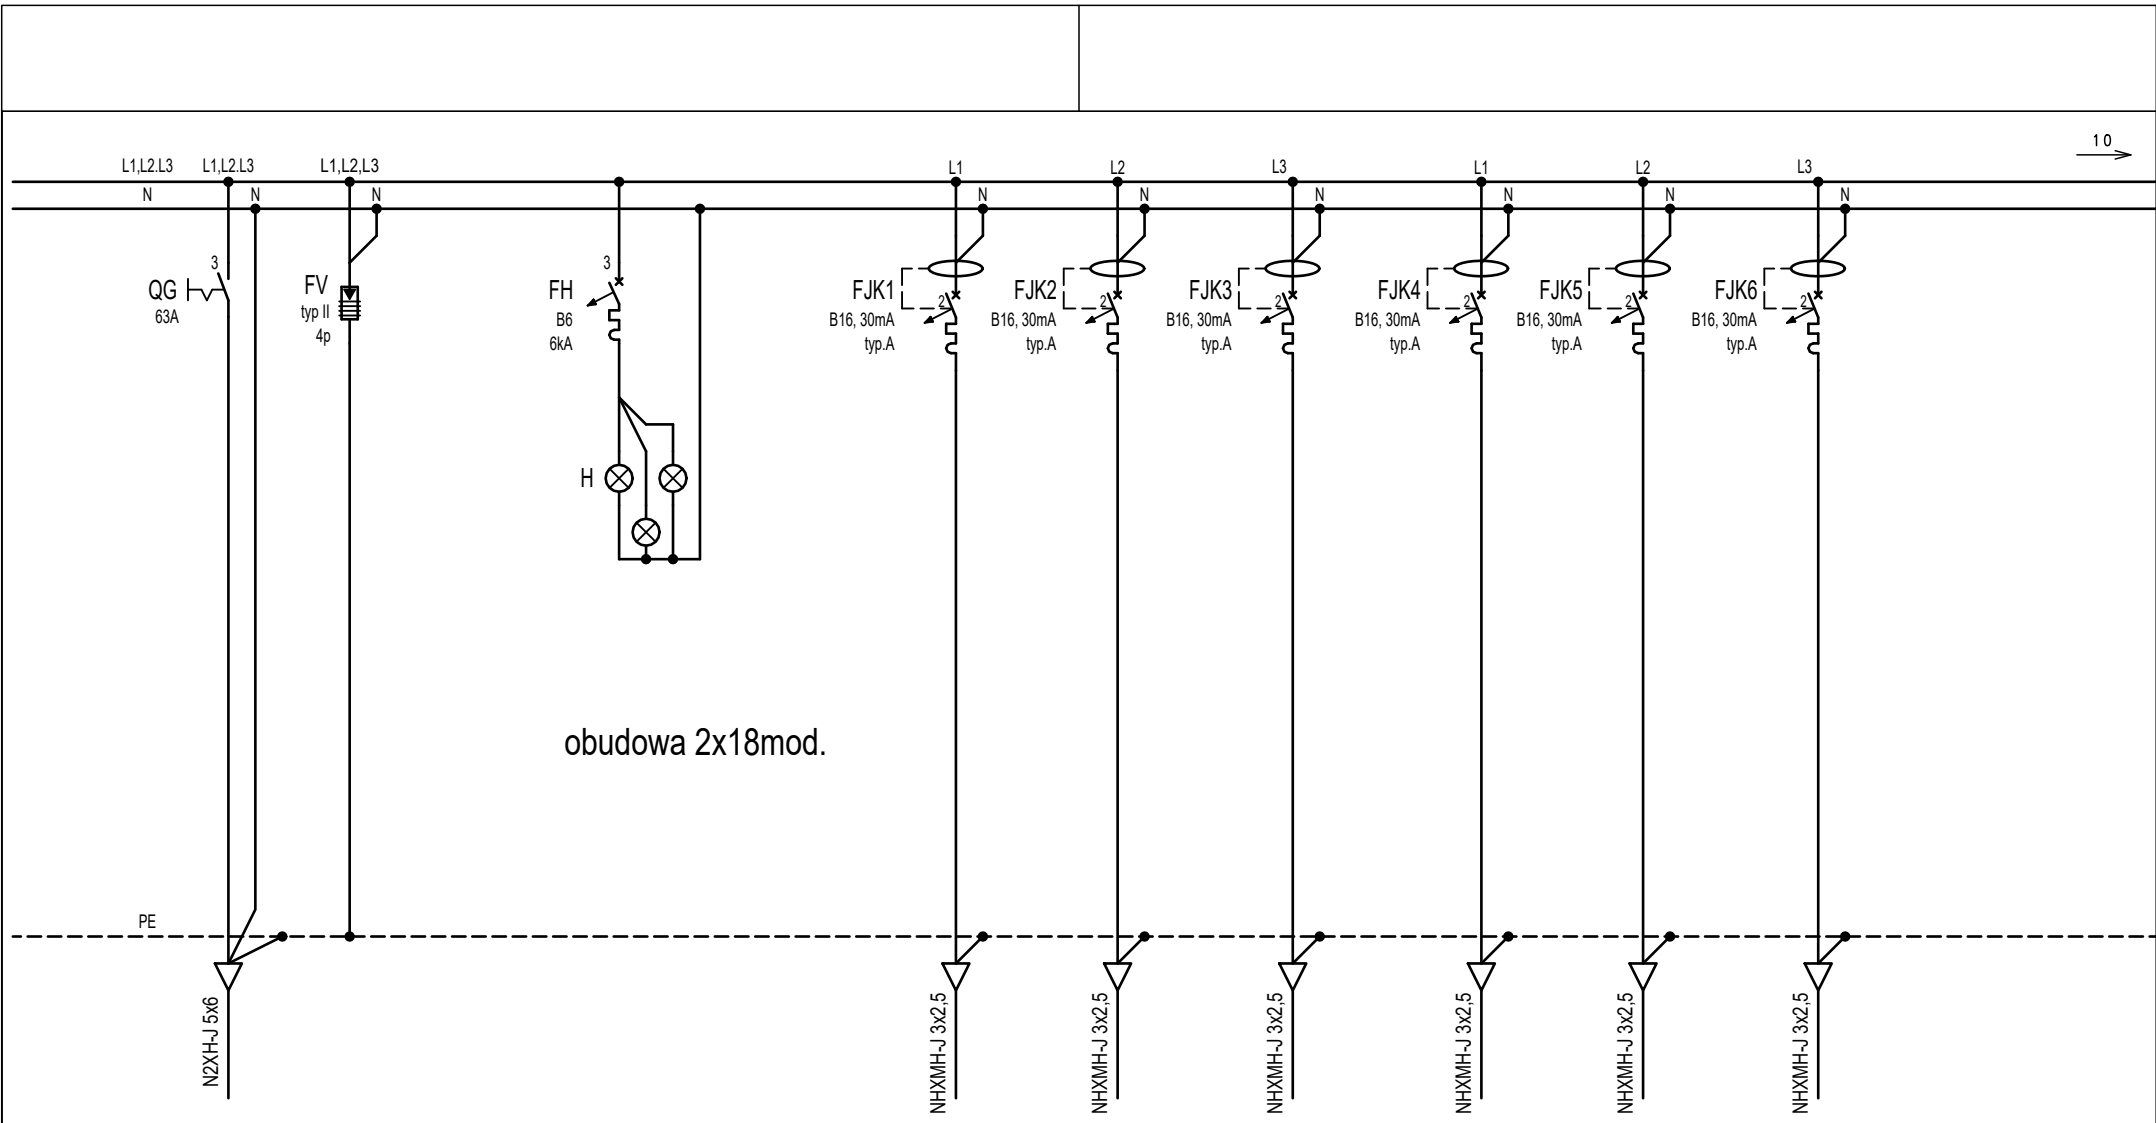 10
L1,L2.L3
L1,L2.L3
L1,L2,L3
L1
L2
L3
L1
L2
L3
N
N
N
N
N
N
N
N
N
3
QG
63A
FV
typ II
4p
3
FH
B6
6kA
FJK1
2
B16, 30mA
typ.A
FJK2
2
B16, 30mA
typ.A
FJK3
2
B16, 30mA
typ.A
FJK4
2
B16, 30mA
typ.A
FJK5
2
B16, 30mA
typ.A
FJK6
2
B16, 30mA
typ.A
H
obudowa 2x18mod.
PE
N2XH-J 5x6
NHXMH-J 3x2,5
NHXMH-J 3x2,5
NHXMH-J 3x2,5
NHXMH-J 3x2,5
NHXMH-J 3x2,5
NHXMH-J 3x2,5